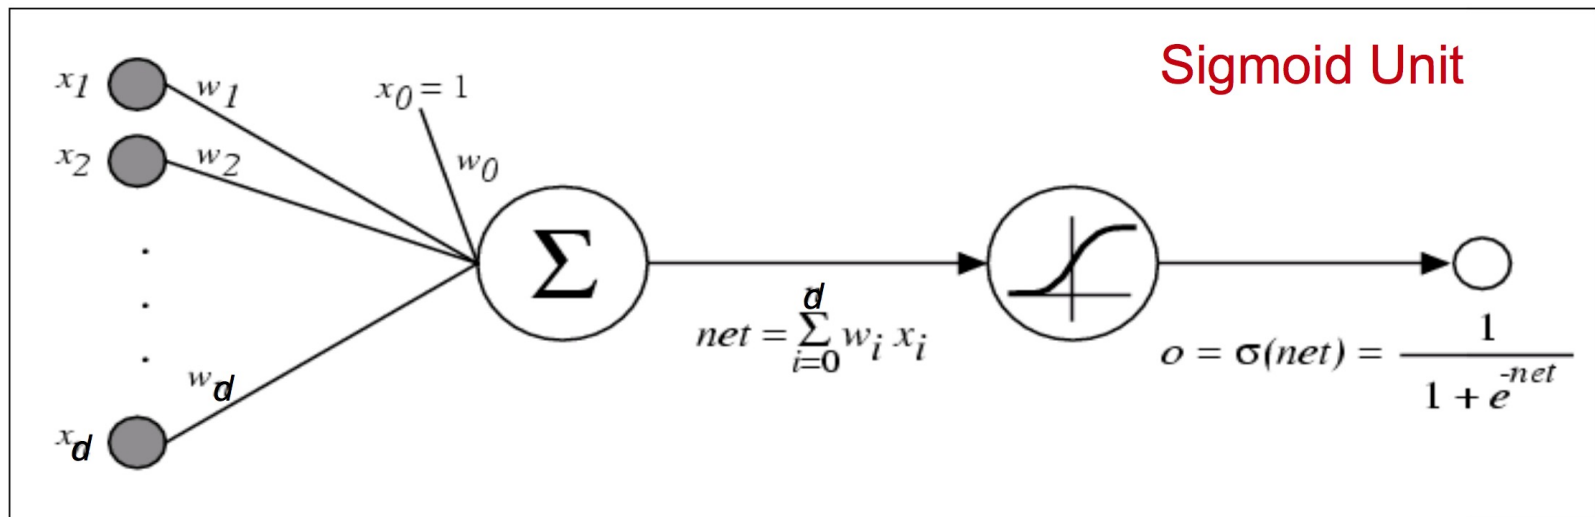 Sigmoid Unit
x1 w1
x0 = 1
x2 w2
w0
Σ
.
.
.
wd
xd
net = Σ_{i=0}^{d} wi xi
o = σ(net) = 1 / (1 + e^{-net})